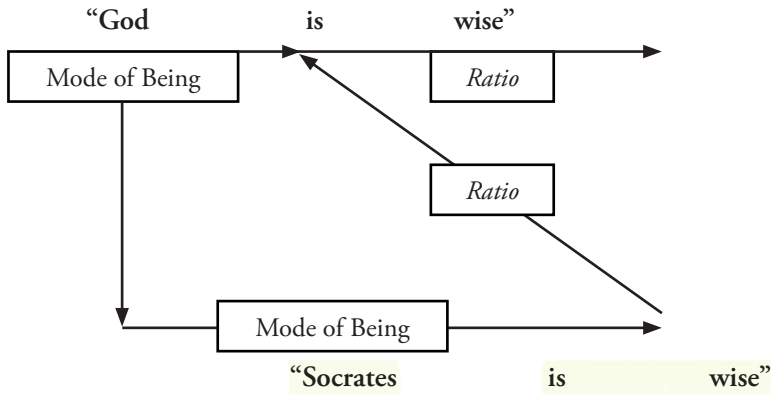 “God is wise”
Mode of Being
Ratio
Ratio
Mode of Being
“Socrates is wise”